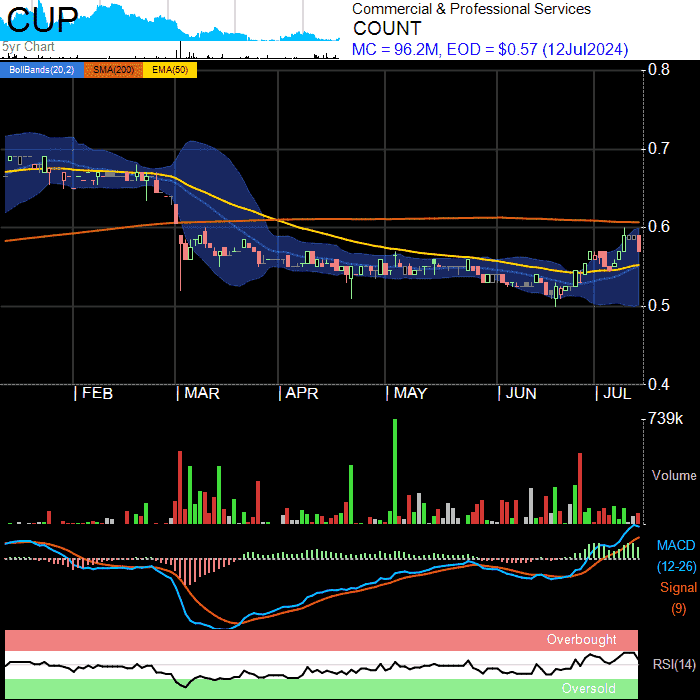 CUP
5yr Chart
Commercial & Professional Services
COUNT
MC = 96.2M, EOD = $0.57 (12Jul2024)
BollBands(20,2) SMA(200) EMA(50)
0.8
0.7
0.6
0.5
0.4
| FEB | MAR | APR | MAY | JUN | JUL
739k
Volume
MACD
(12-26)
Signal
(9)
Overbought
RSI(14)
Oversold